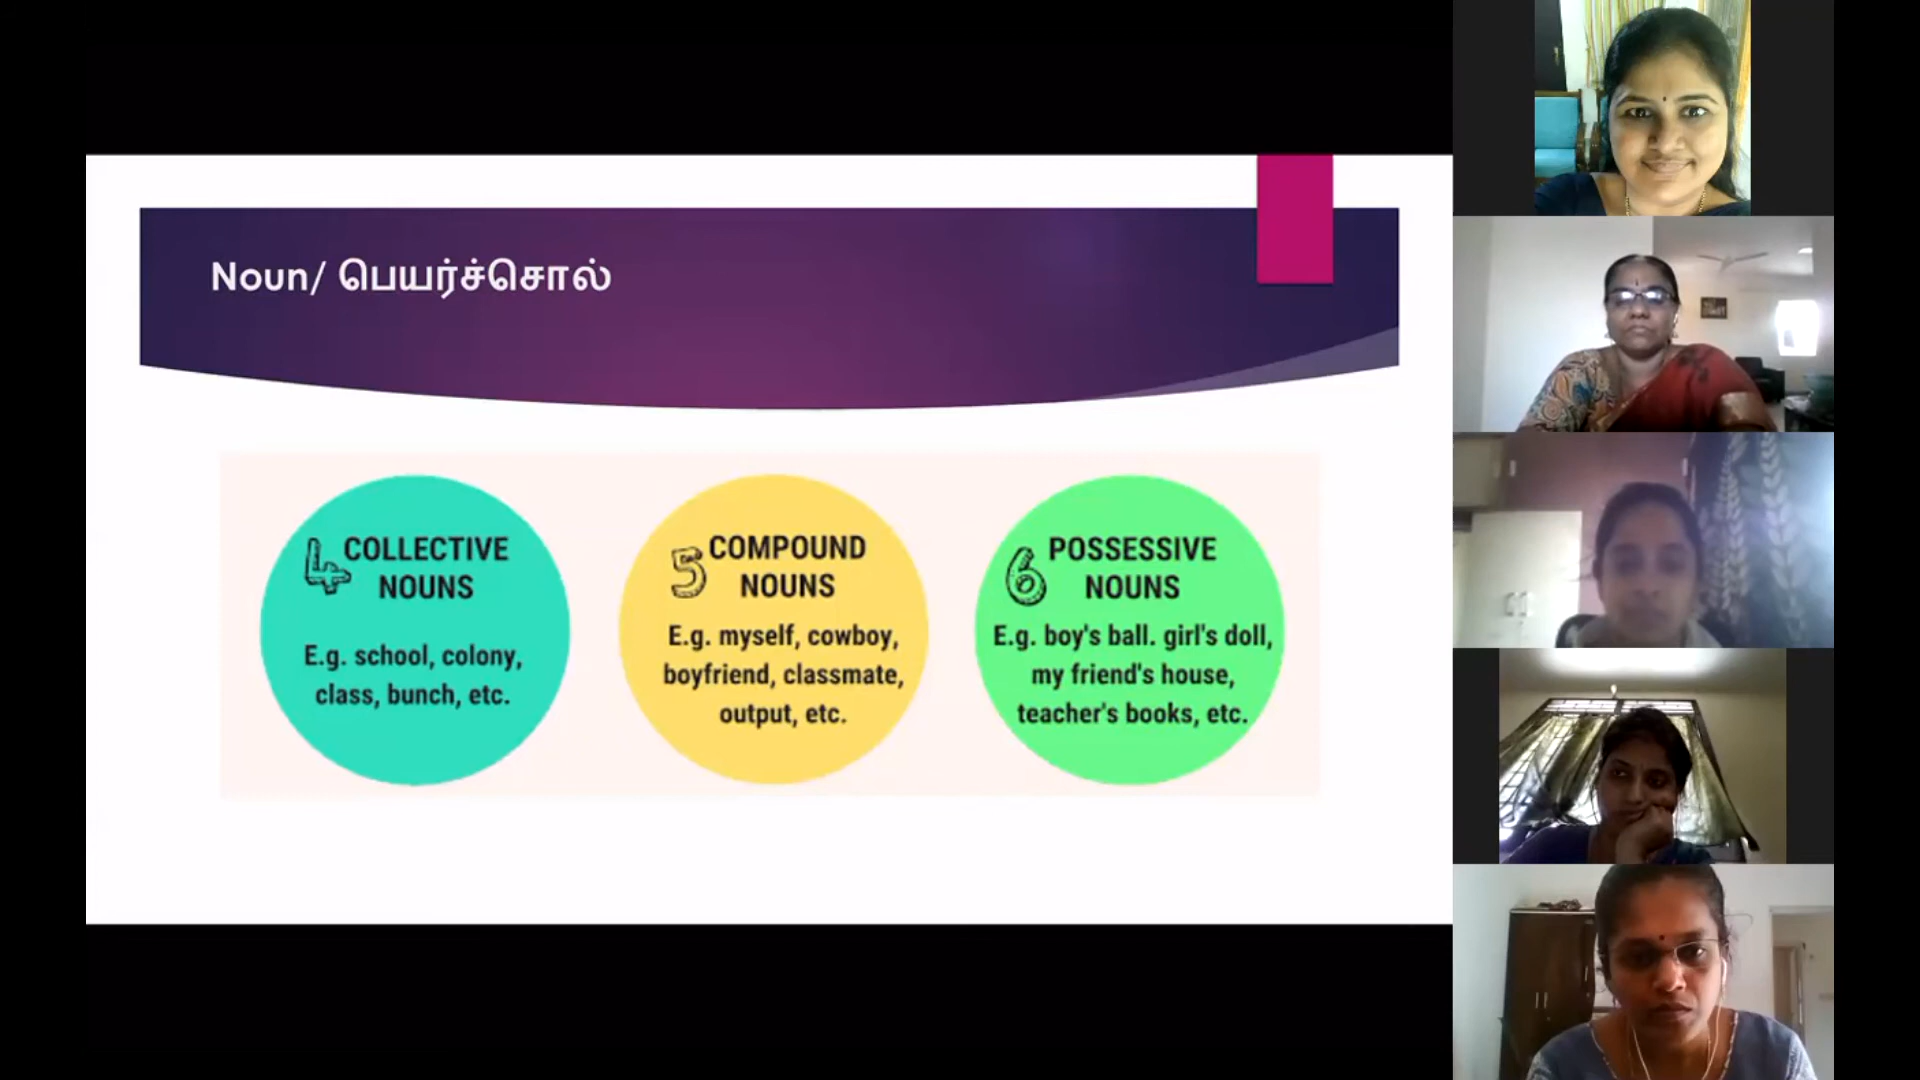 Noun/ பெயர்ச்சொல்
4 COLLECTIVE
NOUNS
E.g. school, colony,
class, bunch, etc.
5 COMPOUND
NOUNS
E.g. myself, cowboy,
boyfriend, classmate,
output, etc.
6 POSSESSIVE
NOUNS
E.g. boy's ball. girl's doll,
my friend's house,
teacher's books, etc.